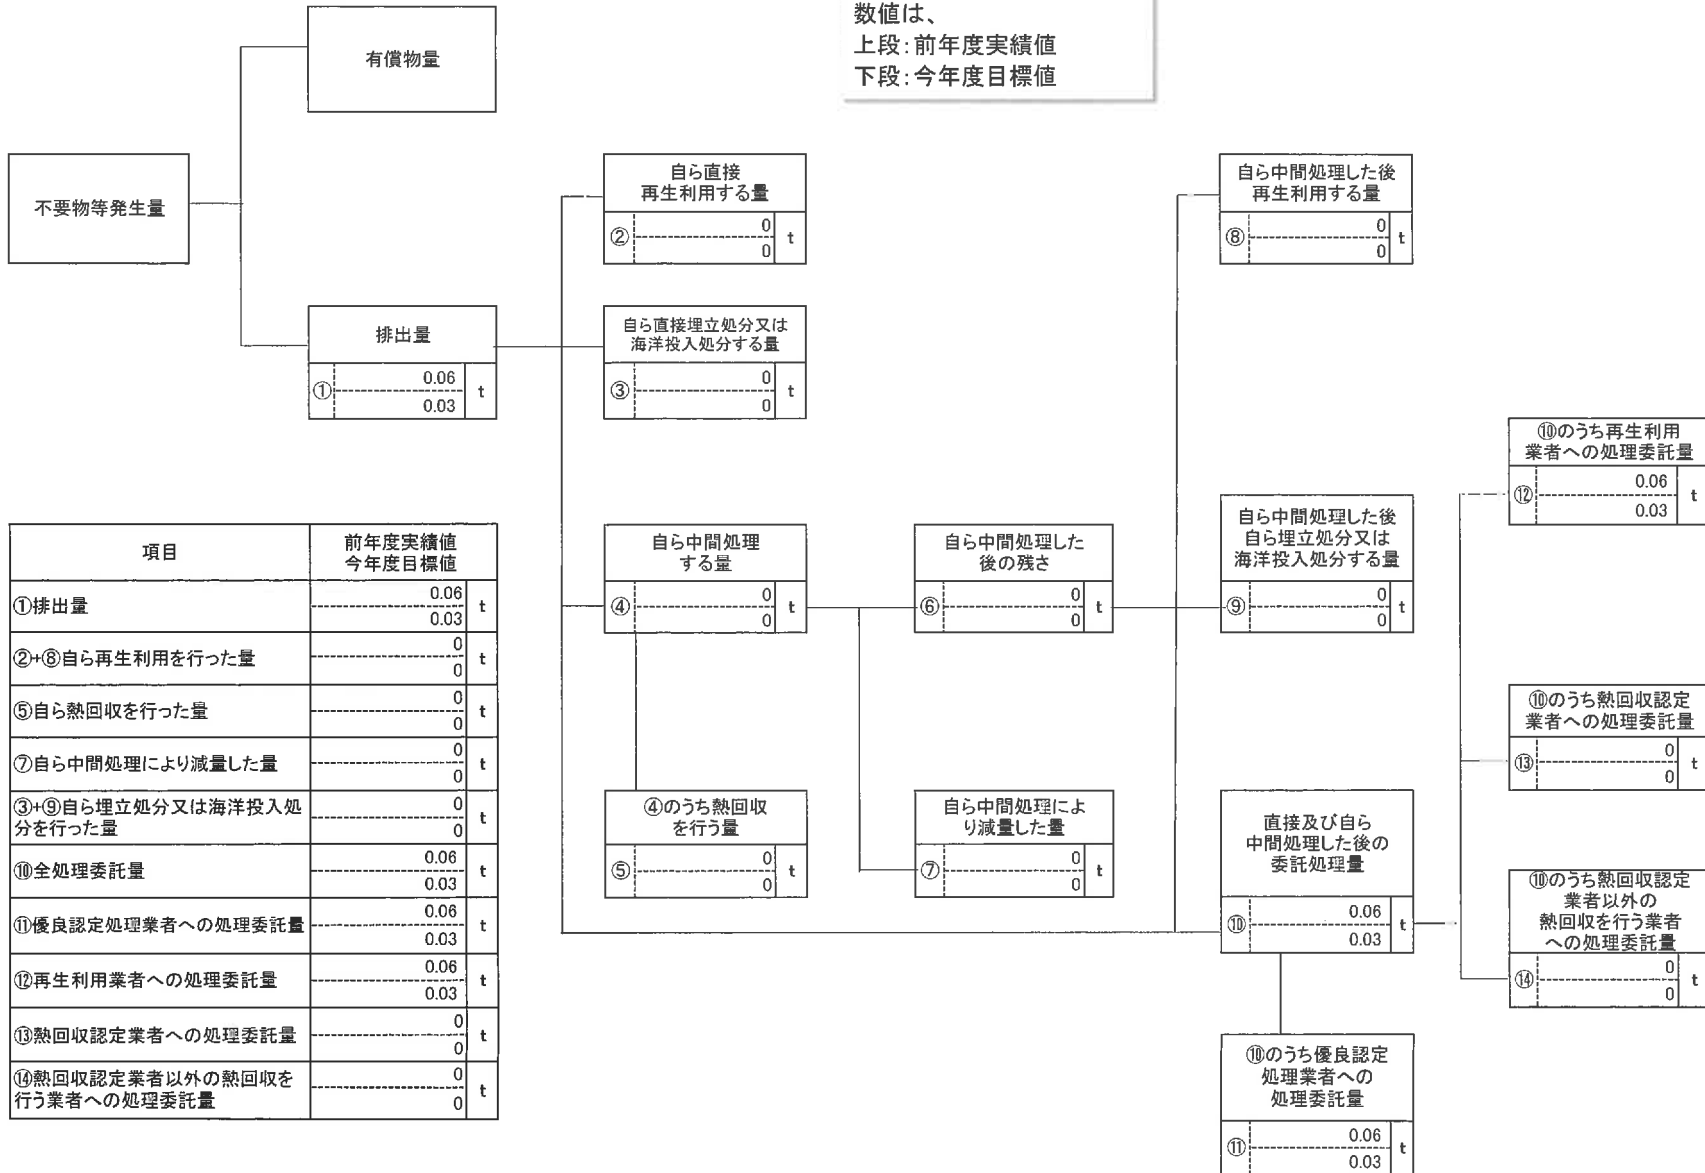 数値は、
上段：前年度実績値
下段：今年度目標値
有償物量
不要物等発生量
排出量
① 0.06 t
0.03
自ら直接
再生利用する量
② 0 t
0
自ら直接埋立処分又は
海洋投入処分する量
③ 0 t
0
自ら中間処理
する量
④ 0 t
0
④のうち熱回収
を行う量
⑤ 0 t
0
自ら中間処理した
後の残さ
⑥ 0 t
0
自ら中間処理によ
り減量した量
⑦ 0 t
0
自ら中間処理した後
再生利用する量
⑧ 0 t
0
自ら中間処理した後
自ら埋立処分又は
海洋投入処分する量
⑨ 0 t
0
直接及び自ら
中間処理した後の
委託処理量
⑩ 0.06 t
0.03
⑩のうち優良認定
処理業者への
処理委託量
⑪ 0.06 t
0.03
⑩のうち再生利用
業者への処理委託量
⑫ 0.06 t
0.03
⑩のうち熱回収認定
業者への処理委託量
⑬ 0 t
0
⑩のうち熱回収認定
業者以外の
熱回収を行う業者
への処理委託量
⑭ 0 t
0
項目 前年度実績値
今年度目標値
①排出量 0.06 t
0.03
②+⑧自ら再生利用を行った量 0 t
0
⑤自ら熱回収を行った量 0 t
0
⑦自ら中間処理により減量した量 0 t
0
③+⑨自ら埋立処分又は海洋投入処
分を行った量 0 t
0
⑩全処理委託量 0.06 t
0.03
⑪優良認定処理業者への処理委託量 0.06 t
0.03
⑫再生利用業者への処理委託量 0.06 t
0.03
⑬熱回収認定業者への処理委託量 0 t
0
⑭熱回収認定業者以外の熱回収を
行う業者への処理委託量 0 t
0